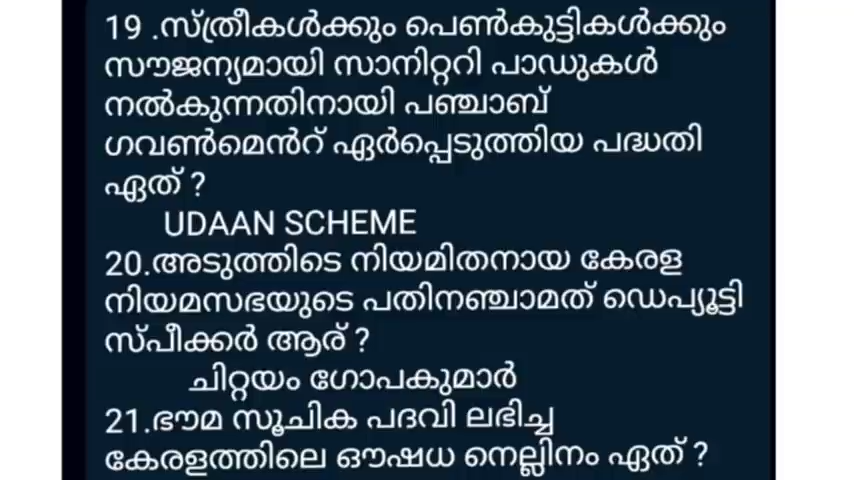 19 .സ്ത്രീകൾക്കും പെൺകുട്ടികൾക്കും
സൗജന്യമായി സാനിറ്ററി പാഡുകൾ
നൽകുന്നതിനായി പഞ്ചാബ്
ഗവൺമെൻറ് ഏർപ്പെടുത്തിയ പദ്ധതി
ഏത് ?
UDAAN SCHEME
20.അടുത്തിടെ നിയമിതനായ കേരള
നിയമസഭയുടെ പതിനഞ്ചാമത് ഡെപ്യൂട്ടി
സ്പീക്കർ ആര് ?
ചിറ്റയം ഗോപകുമാർ
21.ഭൗമ സൂചിക പദവി ലഭിച്ച
കേരളത്തിലെ ഔഷധ നെല്ലിനം ഏത് ?